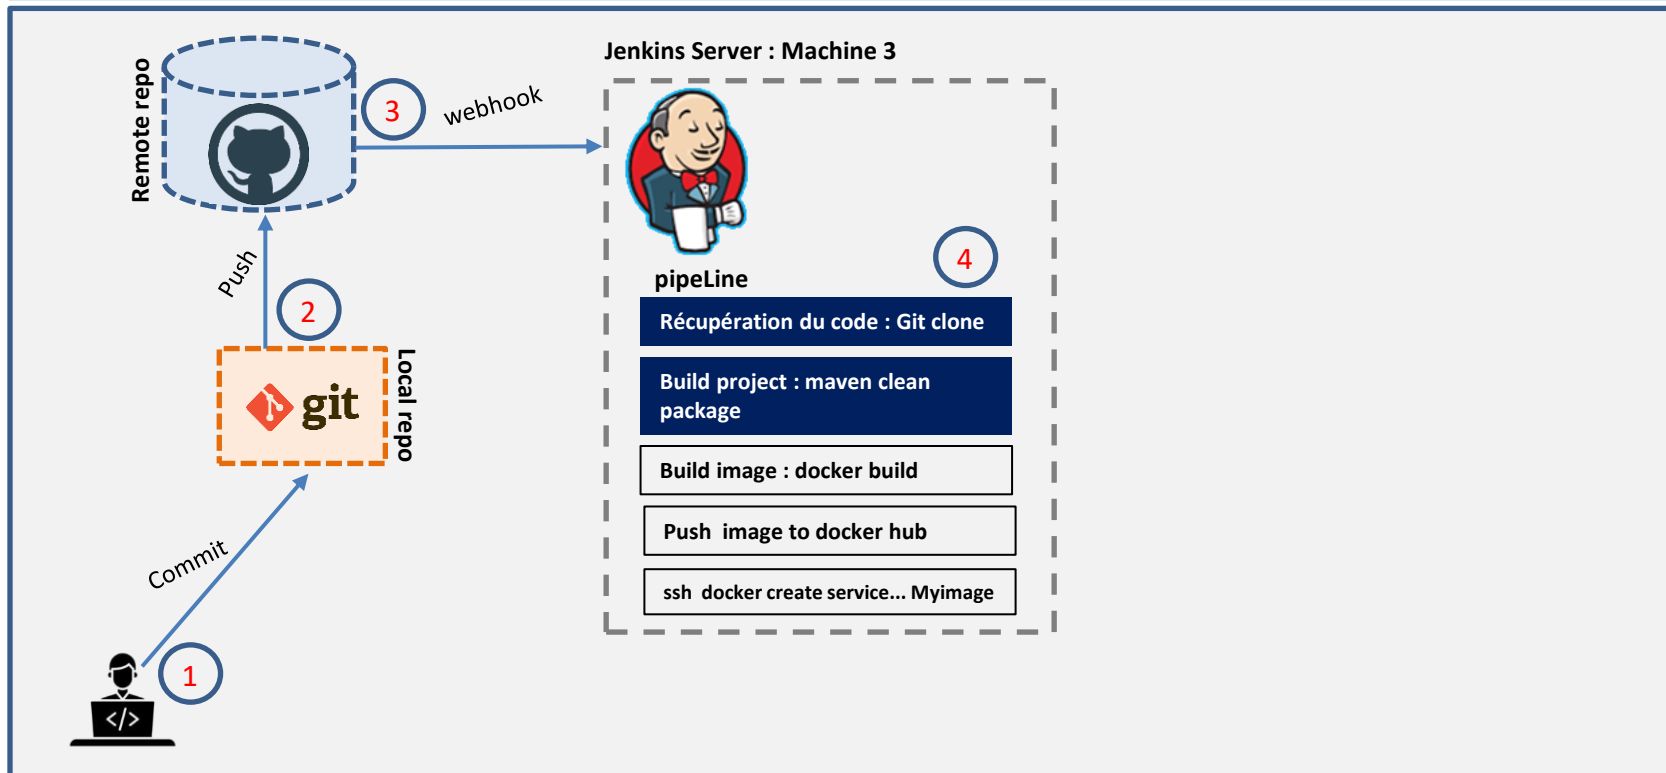 Jenkins Server : Machine 3
Remote repo
3
webhook
4
pipeLine
Push
2
Récupération du code : Git clone
Local repo
git
Build project : maven clean
package
Build image : docker build
Push  image to docker hub
Commit
ssh  docker create service... Myimage
1
</>